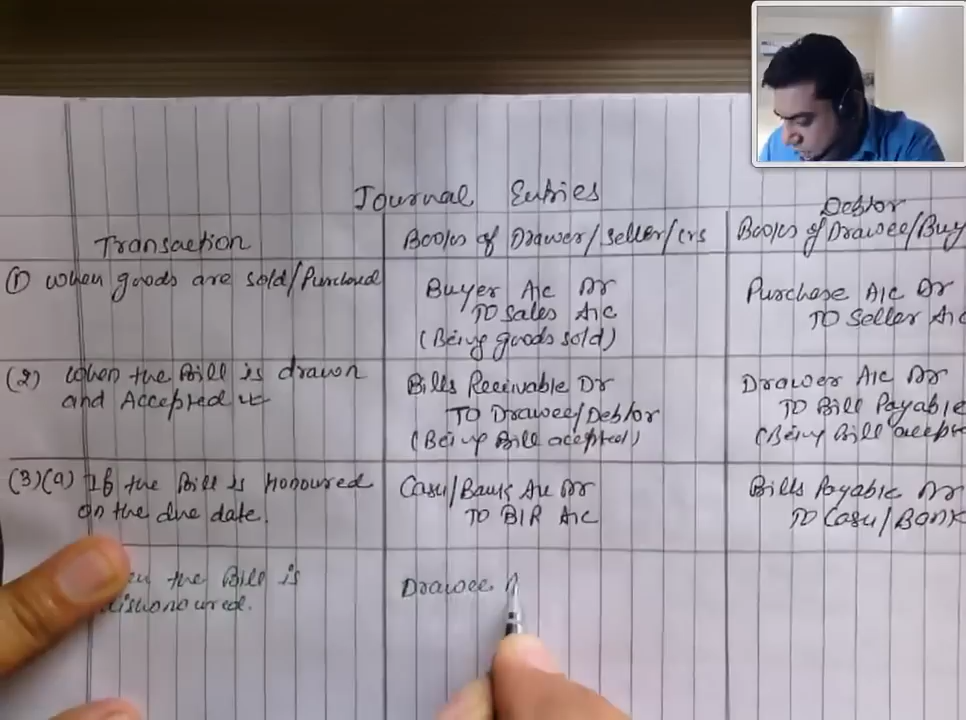 Journal Entries
Transaction
Books of Drawer/Seller/Crs
Debtor
Books of Drawee/Buy
(1) When goods are sold/Purchased
Buyer A/c Dr
To Sales A/c
(Being goods sold)
Purchase A/c Dr
To Seller A/c
(2) When the Bill is drawn
and Accepted it
Bills Receivable Dr
To Drawee/Debtor
(Being Bill accepted)
Drawer A/c Dr
To Bill Payable
(Being Bill accept
(3)(a) If the Bill is Honoured
on the due date.
Cash/Bank A/c Dr
To B/R A/c
Bills Payable Dr
To Cash/Bank
the Bill is
dishonoured.
Drawee A